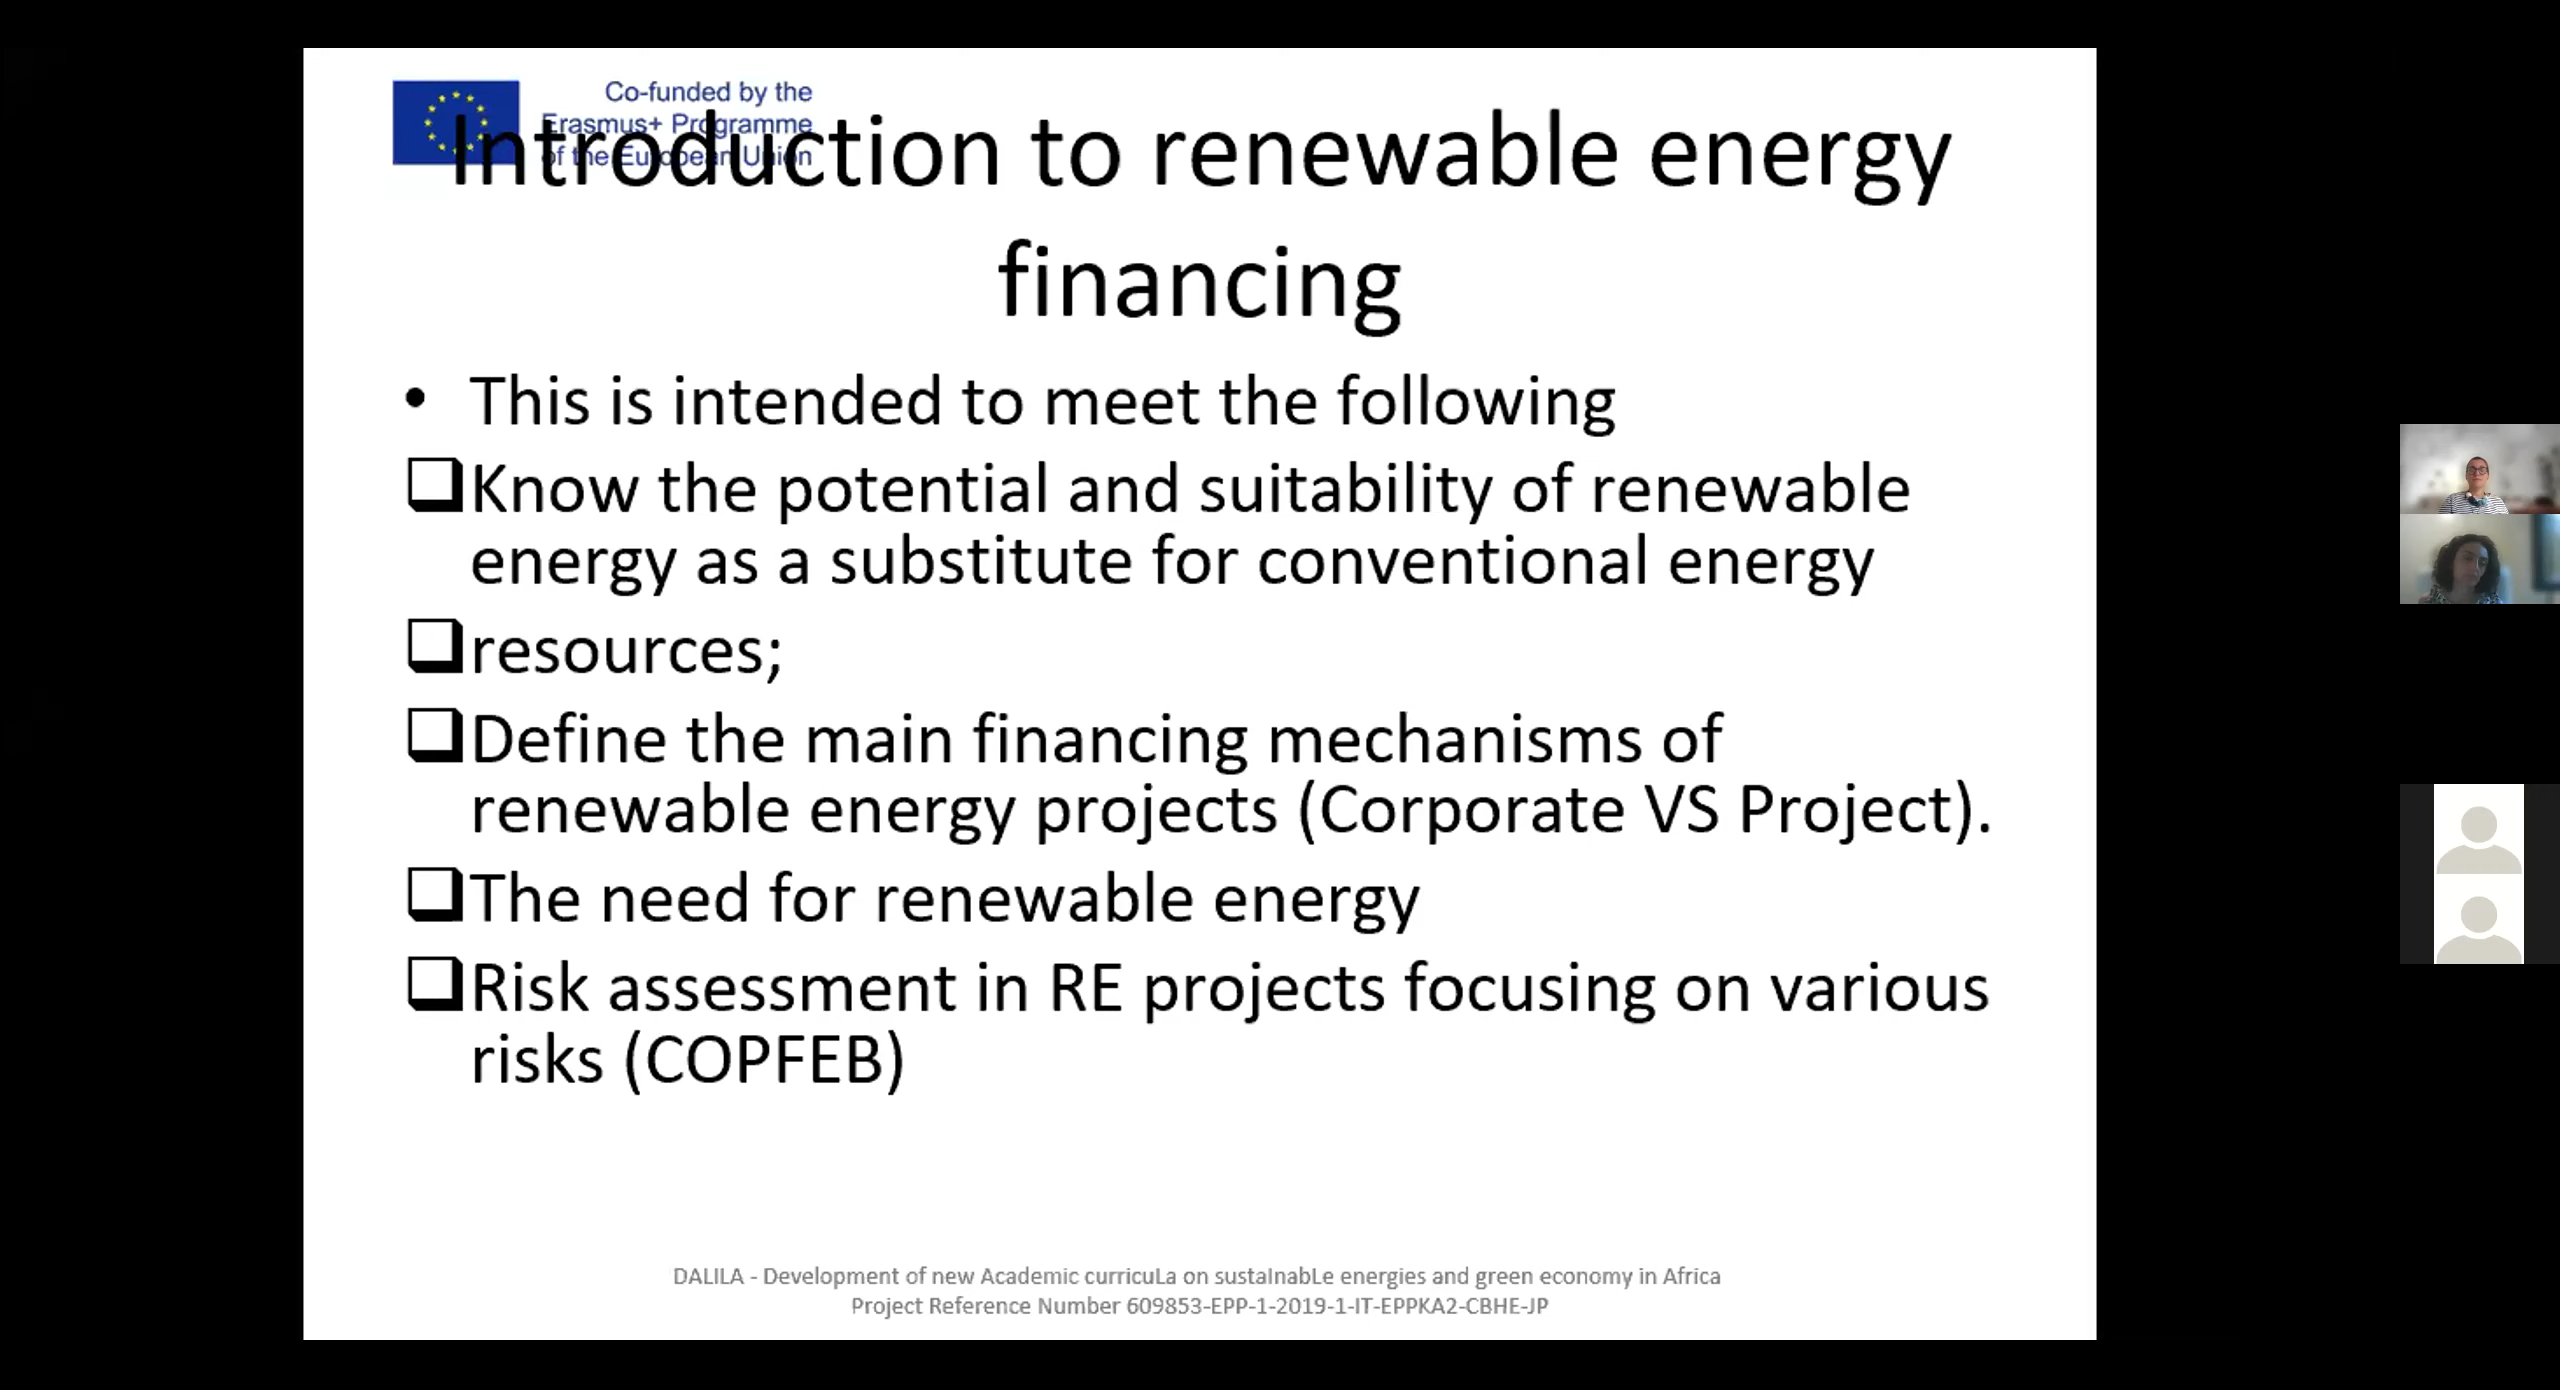 Co-funded by the
Erasmus+ Programme
of the European Union
Introduction to renewable energy
financing
• This is intended to meet the following
❑Know the potential and suitability of renewable
energy as a substitute for conventional energy
❑resources;
❑Define the main financing mechanisms of
renewable energy projects (Corporate VS Project).
❑The need for renewable energy
❑Risk assessment in RE projects focusing on various
risks (COPFEB)
DALILA - Development of new Academic curricuLa on sustaInabLe energies and green economy in Africa
Project Reference Number 609853-EPP-1-2019-1-IT-EPPKA2-CBHE-JP